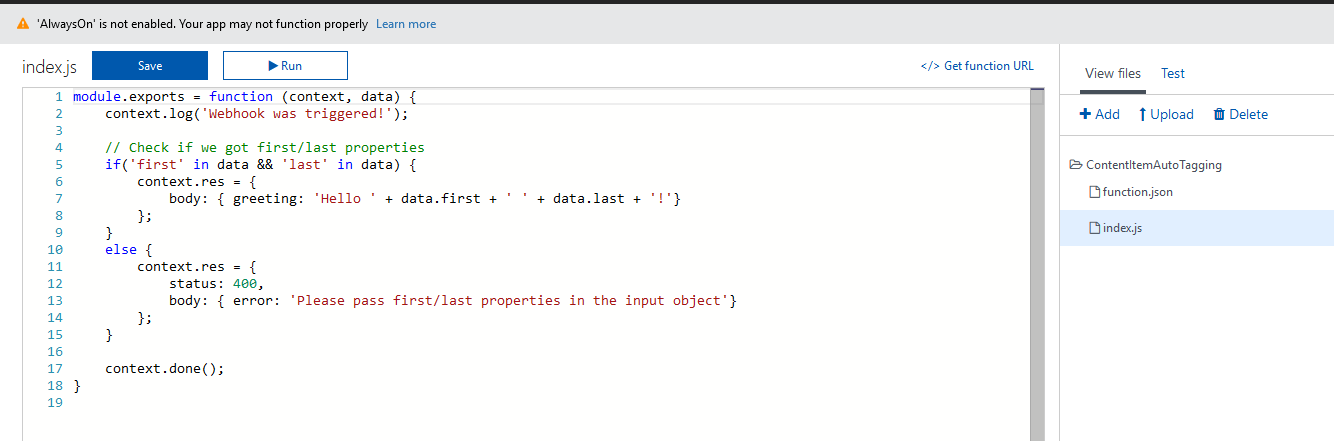 'AlwaysOn' is not enabled. Your app may not function properly Learn more
index.js Save Run </> Get function URL
1 module.exports = function (context, data) {
2 context.log('Webhook was triggered!');
3
4 // Check if we got first/last properties
5 if('first' in data && 'last' in data) {
6 context.res = {
7 body: { greeting: 'Hello ' + data.first + ' ' + data.last + '!'}
8 };
9 }
10 else {
11 context.res = {
12 status: 400,
13 body: { error: 'Please pass first/last properties in the input object'}
14 };
15 }
16
17 context.done();
18 }
19
View files Test
Add Upload Delete
ContentItemAutoTagging
function.json
index.js